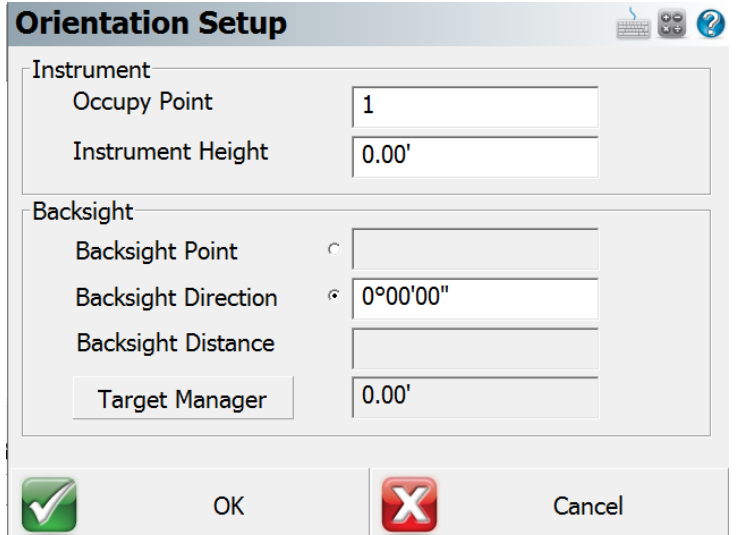 Orientation Setup
Instrument
Occupy Point 1
Instrument Height 0.00'
Backsight
Backsight Point
Backsight Direction 0°00'00"
Backsight Distance
Target Manager 0.00'
OK Cancel